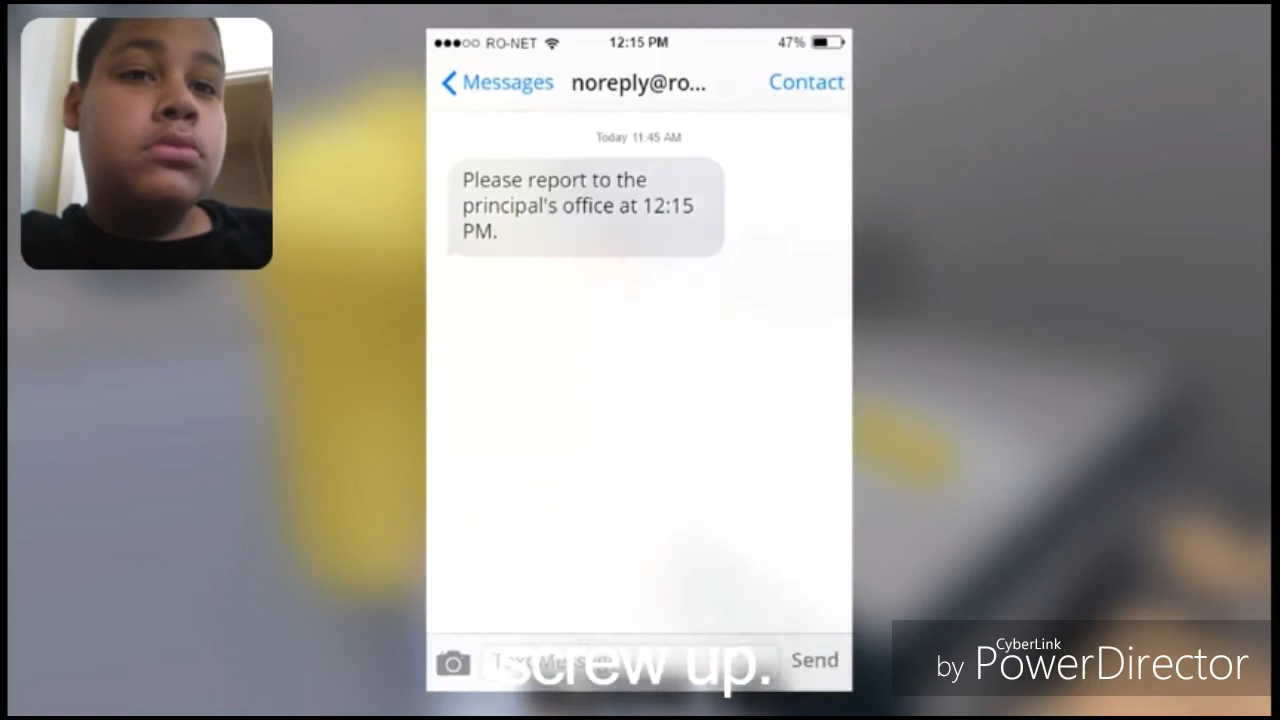 RO-NET 12:15 PM 47%
Messages noreply@ro... Contact
Today 11:45 AM
Please report to the
principal's office at 12:15
PM.
screw up.
Send
CyberLink
by PowerDirector